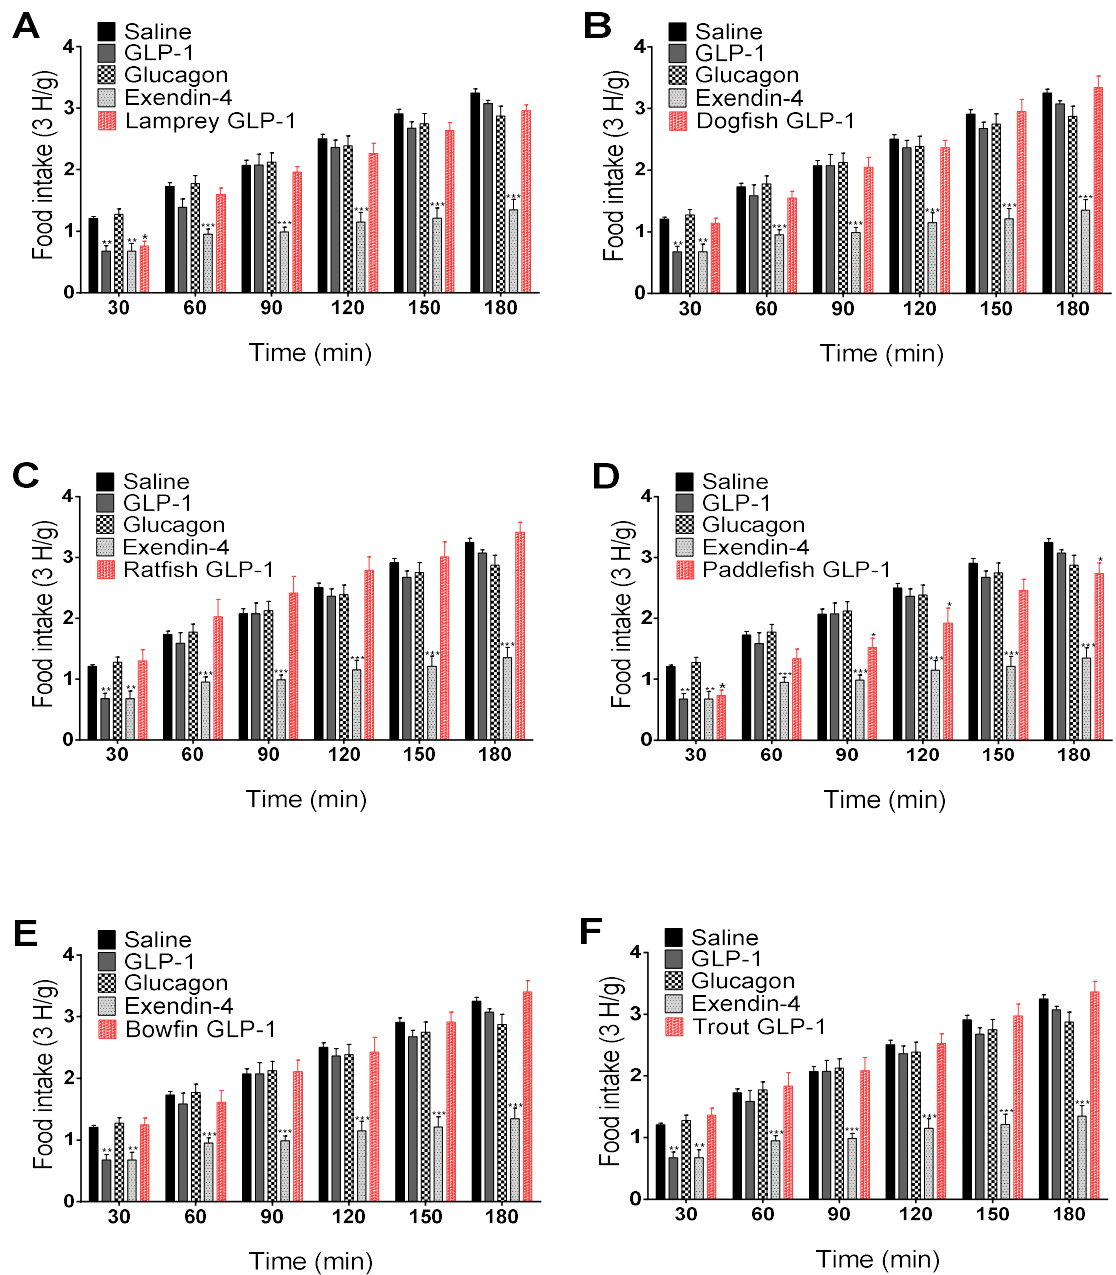 A
Saline
GLP-1
Glucagon
Exendin-4
Lamprey GLP-1
Food intake (3 H/g)
4
3
2
1
0
** ** * *** *** *** *** ***
30 60 90 120 150 180
Time (min)
B
Saline
GLP-1
Glucagon
Exendin-4
Dogfish GLP-1
Food intake (3 H/g)
4
3
2
1
0
** ** *** *** *** *** ***
30 60 90 120 150 180
Time (min)
C
Saline
GLP-1
Glucagon
Exendin-4
Ratfish GLP-1
Food intake (3 H/g)
4
3
2
1
0
** ** *** *** *** *** ***
30 60 90 120 150 180
Time (min)
D
Saline
GLP-1
Glucagon
Exendin-4
Paddlefish GLP-1
Food intake (3 H/g)
4
3
2
1
0
** ** * *** *** * *** * *** *** *
30 60 90 120 150 180
Time (min)
E
Saline
GLP-1
Glucagon
Exendin-4
Bowfin GLP-1
Food intake (3 H/g)
4
3
2
1
0
** ** *** *** *** *** ***
30 60 90 120 150 180
Time (min)
F
Saline
GLP-1
Glucagon
Exendin-4
Trout GLP-1
Food intake (3 H/g)
4
3
2
1
0
** ** *** *** *** *** ***
30 60 90 120 150 180
Time (min)